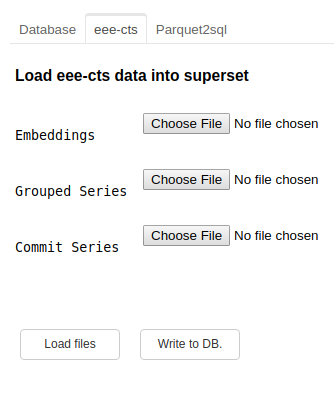 Database eee-cts Parquet2sql
Load eee-cts data into superset
Embeddings Choose File No file chosen
Grouped Series Choose File No file chosen
Commit Series Choose File No file chosen
Load files Write to DB.